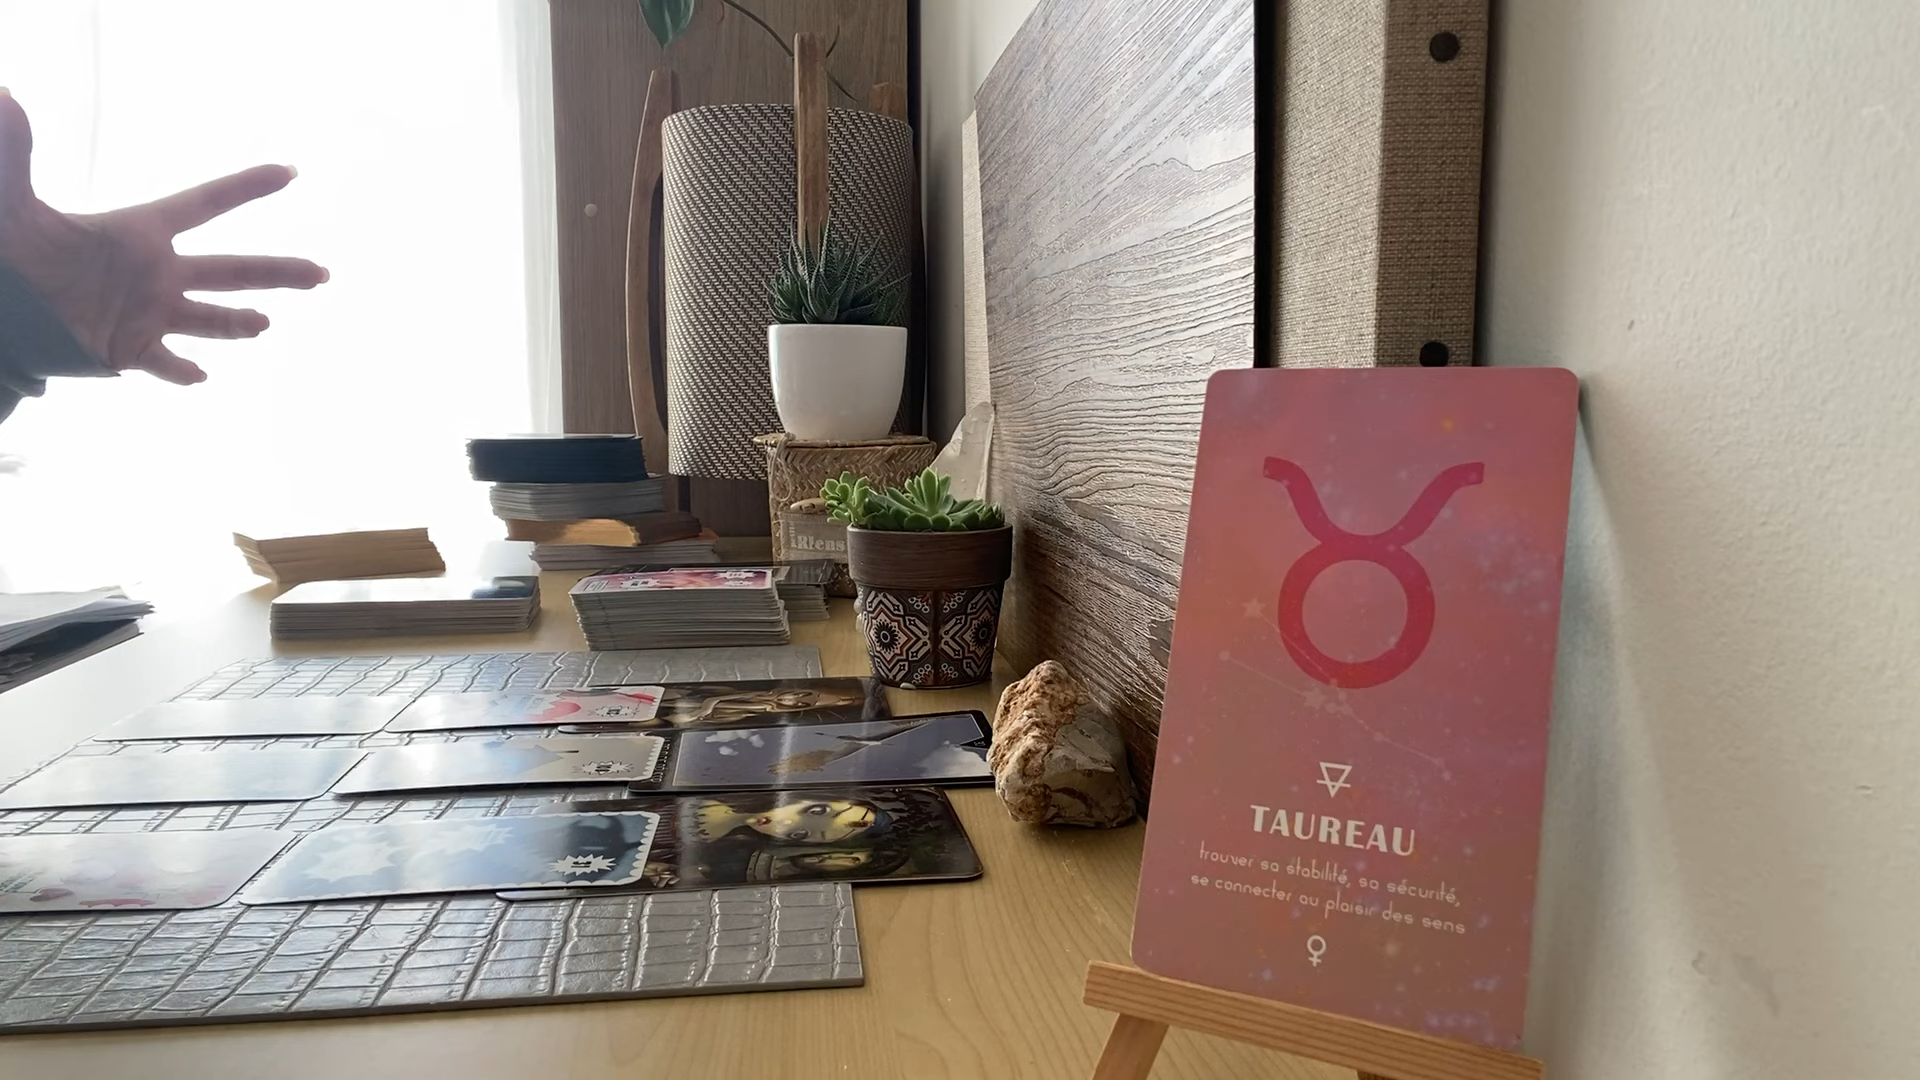 TAUREAU
trouver sa stabilité, sa sécurité,
se connecter au plaisir des sens